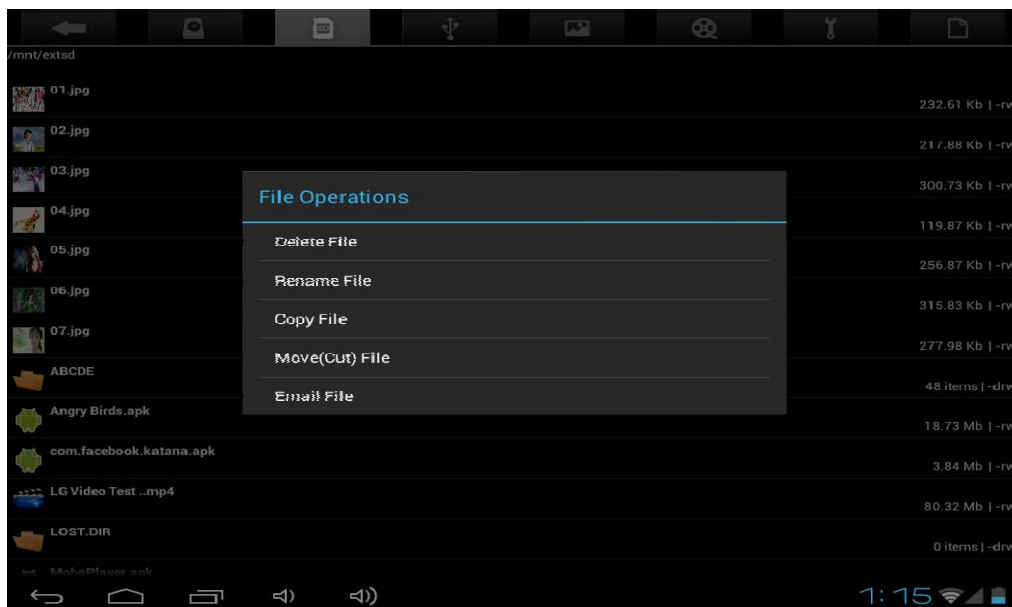 SD
/mnt/extsd
01.jpg
232.61 Kb | -rw
02.jpg
217.88 Kb | -rw
03.jpg
300.73 Kb | -rw
04.jpg
119.87 Kb | -rw
05.jpg
256.87 Kb | -rw
06.jpg
315.83 Kb | -rw
07.jpg
277.98 Kb | -rw
ABCDE
48 items | -drw
Angry Birds.apk
18.73 Mb | -rw
com.facebook.katana.apk
3.84 Mb | -rw
LG Video Test ..mp4
80.32 Mb | -rw
LOST.DIR
0 items | -drw
MoboPlayer.apk
File Operations
Delete File
Rename File
Copy File
Move(Cut) File
Email File
1:15